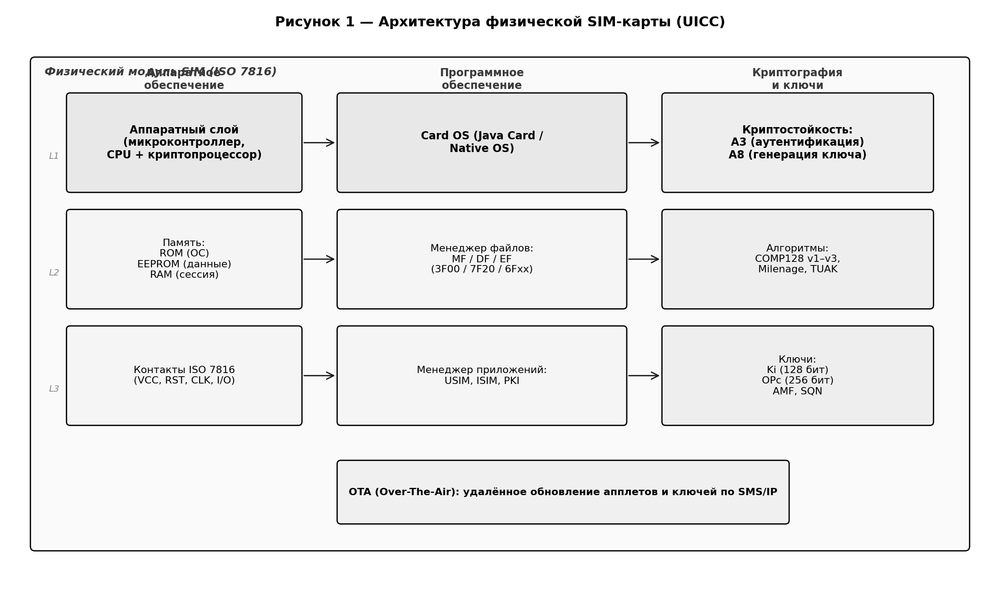 Рисунок 1 — Архитектура физической SIM-карты (UICC)
Физический модуль SIM (ISO 7816)
Аппаратное
обеспечение
Программное
обеспечение
Криптография
и ключи
L1
Аппаратный слой
(микроконтроллер,
CPU + криптопроцессор)
Card OS (Java Card /
Native OS)
Криптостойкость:
A3 (аутентификация)
A8 (генерация ключа)
L2
Память:
ROM (ОС)
EEPROM (данные)
RAM (сессия)
Менеджер файлов:
MF / DF / EF
(3F00 / 7F20 / 6Fxx)
Алгоритмы:
COMP128 v1–v3,
Milenage, TUAK
L3
Контакты ISO 7816
(VCC, RST, CLK, I/O)
Менеджер приложений:
USIM, ISIM, PKI
Ключи:
Ki (128 бит)
OPc (256 бит)
AMF, SQN
OTA (Over-The-Air): удалённое обновление апплетов и ключей по SMS/IP